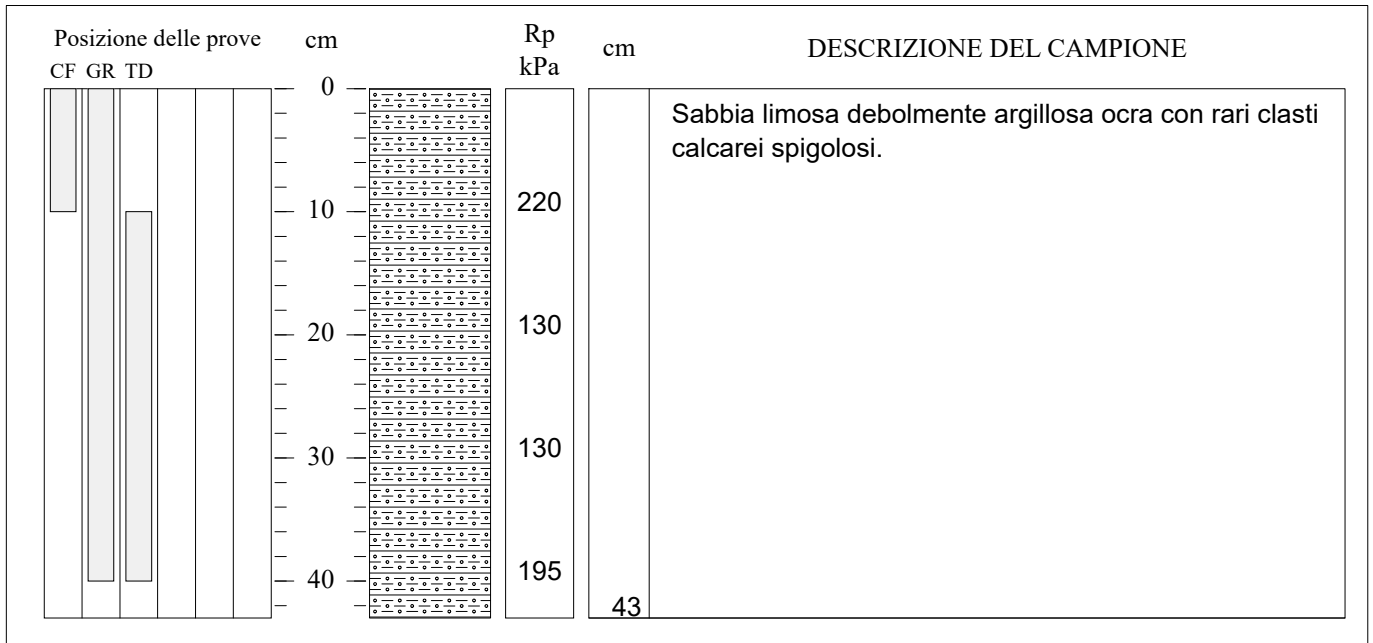 Posizione delle prove
CF GR TD
cm
Rp
kPa
cm
DESCRIZIONE DEL CAMPIONE
0
10
20
30
40
220
130
130
195
43
Sabbia limosa debolmente argillosa ocra con rari clasti
calcarei spigolosi.